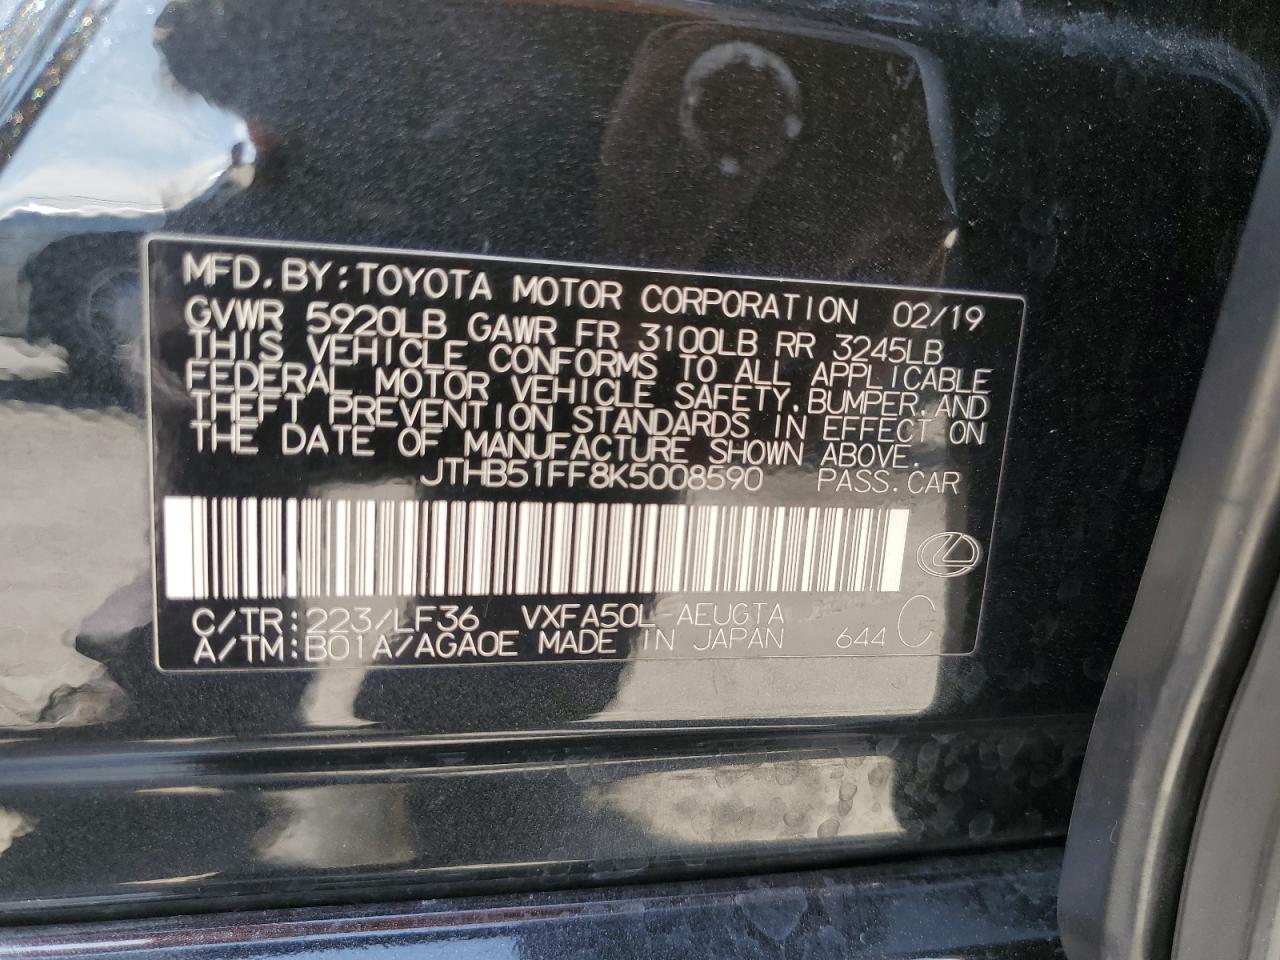 MFD.BY:TOYOTA MOTOR CORPORATION 02/19
GVWR 5920LB GAWR FR 3100LB RR 3245LB
THIS VEHICLE CONFORMS TO ALL APPLICABLE
FEDERAL MOTOR VEHICLE SAFETY,BUMPER,AND
THEFT PREVENTION STANDARDS IN EFFECT ON
THE DATE OF MANUFACTURE SHOWN ABOVE.
JTHB51FF8K5008590 PASS.CAR
C/TR:223/LF36 VXFA50L-AEUGTA
A/TM:B01A/AGA0E MADE IN JAPAN 644 C